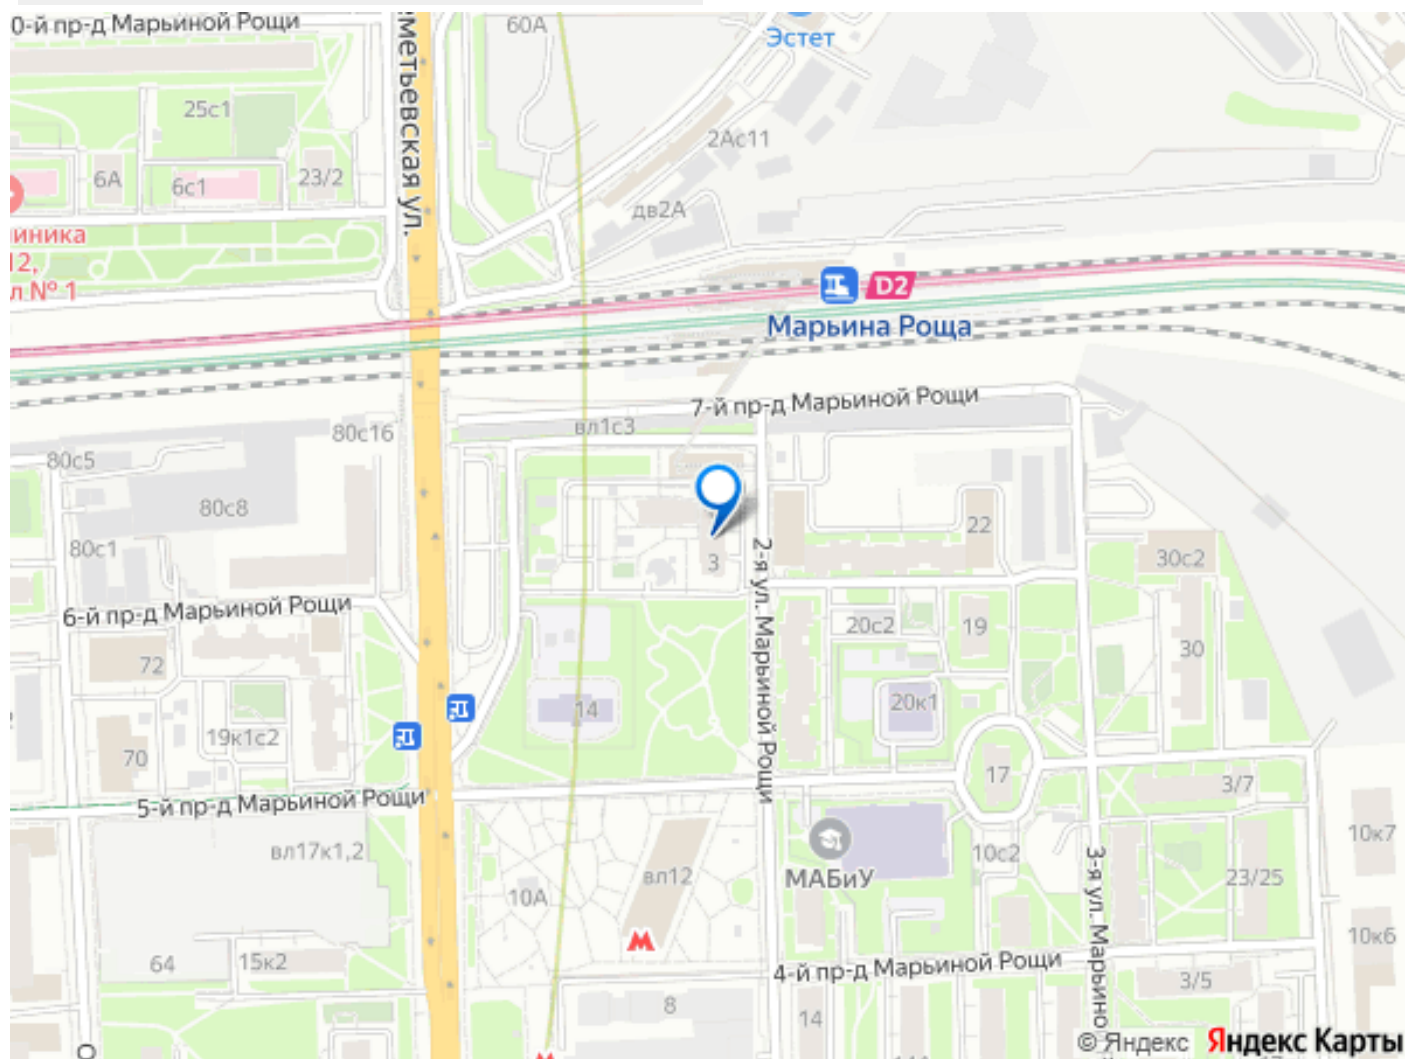 0-й пр-д Марьиной Рощи
60А
Эстет
еметьевская ул.
25с1
2Ас11
6А
6с1
23/2
дв2А
иника
12,
л № 1
D2
Марьина Роща
7-й пр-д Марьиной Рощи
вл1с3
80с16
80с5
80с8
80с1
3
22
30с2
2-я ул. Марьиной Рощи
6-й пр-д Марьиной Рощи
20с2
19
30
72
14
20к1
19к1с2
70
17
3/7
5-й пр-д Марьиной Рощи
вл17к1,2
10с2
10к7
МАБиУ
3-я ул. Марьино
вл12
10А
23/25
10к6
64
15к2
4-й пр-д Марьиной Рощи
3/5
8
14
© Яндекс Яндекс Карты